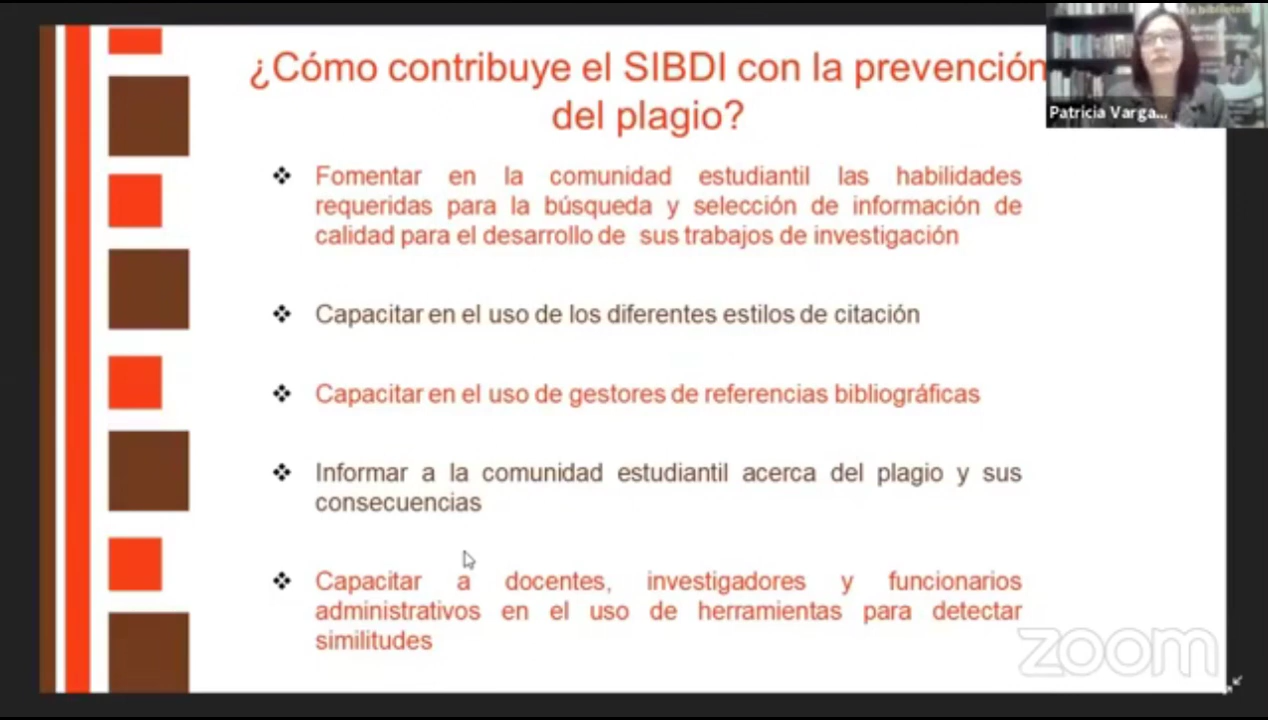 ¿Cómo contribuye el SIBDI con la prevención
del plagio?
Patricia Varga...
❖ Fomentar en la comunidad estudiantil las habilidades
requeridas para la búsqueda y selección de información de
calidad para el desarrollo de sus trabajos de investigación
❖ Capacitar en el uso de los diferentes estilos de citación
❖ Capacitar en el uso de gestores de referencias bibliográficas
❖ Informar a la comunidad estudiantil acerca del plagio y sus
consecuencias
❖ Capacitar a docentes, investigadores y funcionarios
administrativos en el uso de herramientas para detectar
similitudes
zoom